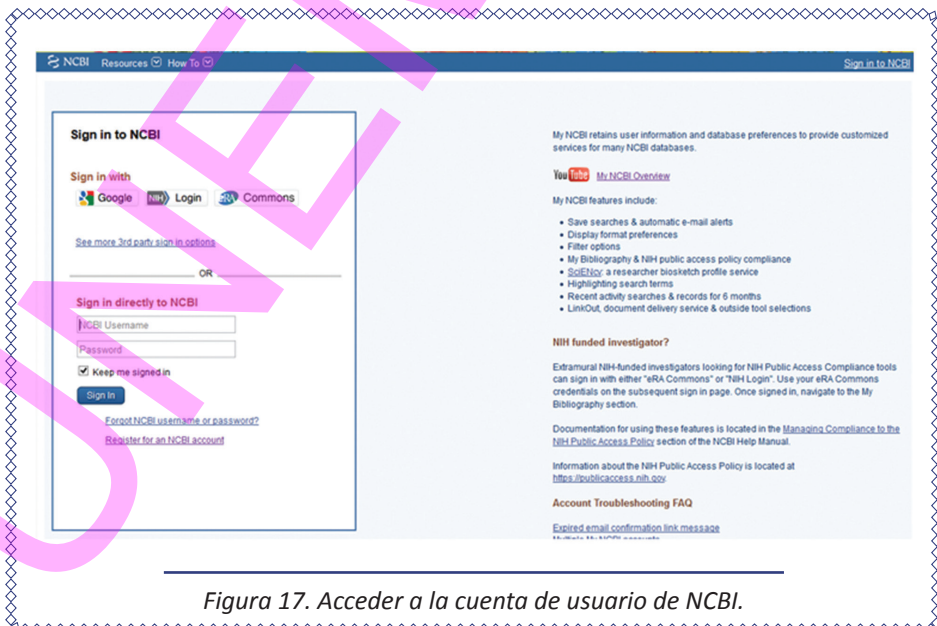 NCBI Resources How To Sign in to NCBI
Sign in to NCBI
Sign in with
Google NIH Login eRA Commons
See more 3rd party sign in options
OR
Sign in directly to NCBI
NCBI Username
Password
Keep me signed in
Sign In
Forgot NCBI username or password?
Register for an NCBI account
My NCBI retains user information and database preferences to provide customized
services for many NCBI databases.
YouTube My NCBI Overview
My NCBI features include:
• Save searches & automatic e-mail alerts
• Display format preferences
• Filter options
• My Bibliography & NIH public access policy compliance
• SciENcv: a researcher biosketch profile service
• Highlighting search terms
• Recent activity searches & records for 6 months
• LinkOut, document delivery service & outside tool selections
NIH funded investigator?
Extramural NIH-funded investigators looking for NIH Public Access Compliance tools
can sign in with either "eRA Commons" or "NIH Login". Use your eRA Commons
credentials on the subsequent sign in page. Once signed in, navigate to the My
Bibliography section.
Documentation for using these features is located in the Managing Compliance to the
NIH Public Access Policy section of the NCBI Help Manual.
Information about the NIH Public Access Policy is located at
https://publicaccess.nih.gov.
Account Troubleshooting FAQ
Expired email confirmation link message
Multiple My NCBI accounts
Figura 17. Acceder a la cuenta de usuario de NCBI.